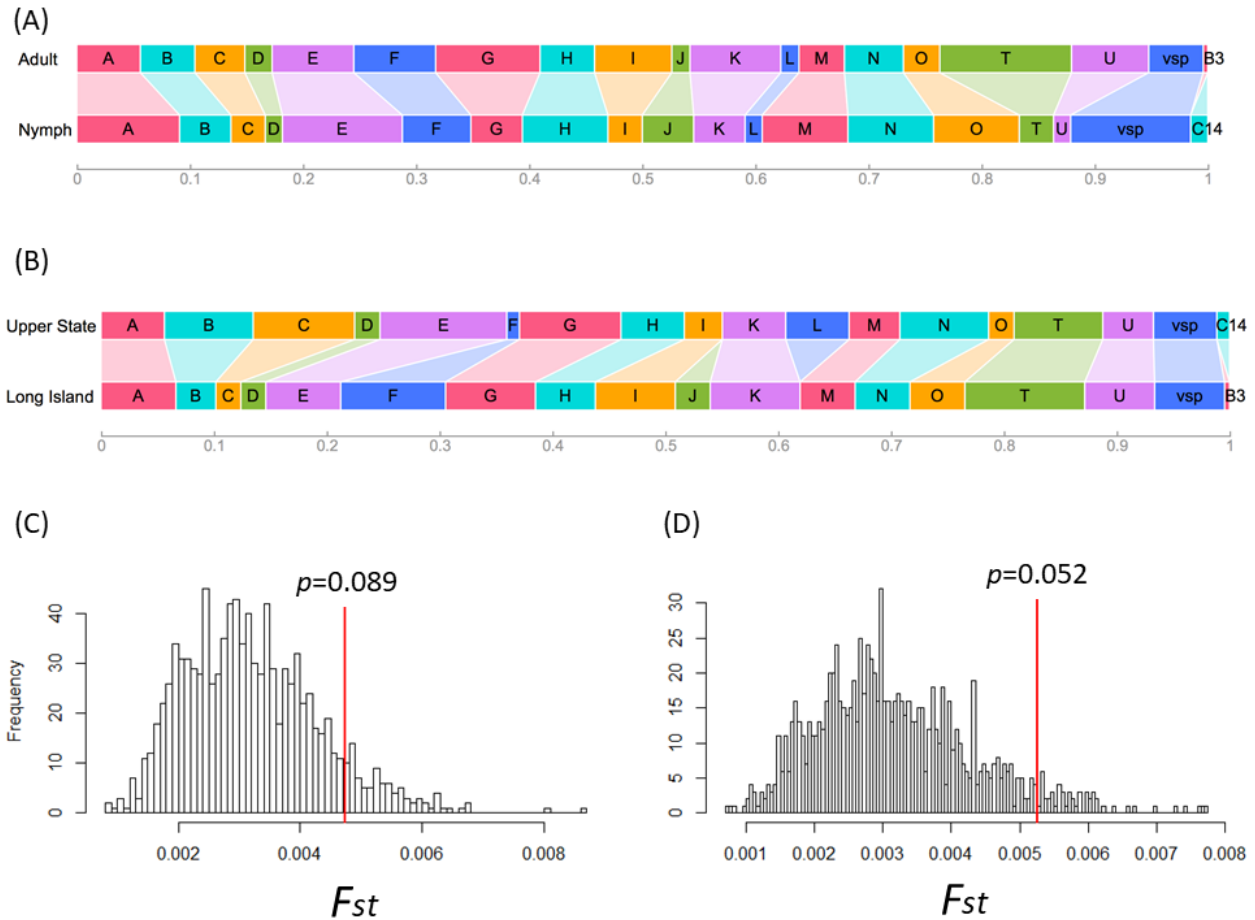 (A)
Adult A B C D E F G H I J K L M N O T U vsp B3
Nymph A B C D E F G H I J K L M N O T U vsp C14
0 0.1 0.2 0.3 0.4 0.5 0.6 0.7 0.8 0.9 1
(B)
Upper State A B C D E F G H I K L M N O T U vsp C14
Long Island A B C D E F G H I J K M N O T U vsp B3
0 0.1 0.2 0.3 0.4 0.5 0.6 0.7 0.8 0.9 1
(C)
p=0.089
Frequency
40
30
20
10
0
0.002 0.004 0.006 0.008
Fst
(D)
p=0.052
30
25
20
15
10
5
0
0.001 0.002 0.003 0.004 0.005 0.006 0.007 0.008
Fst